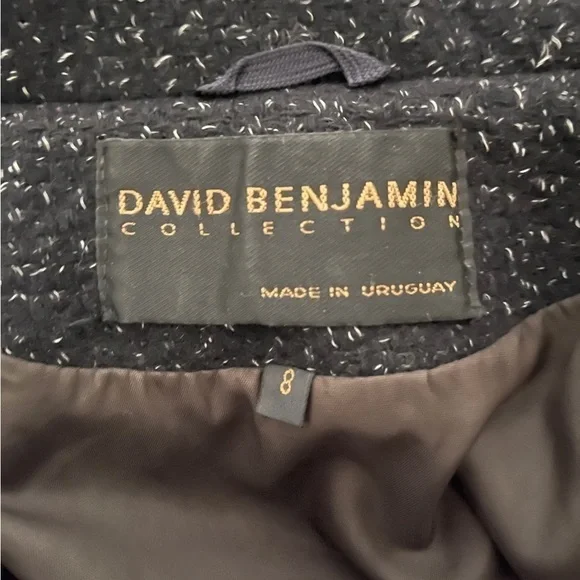 DAVID BENJAMIN
COLLECTION
MADE IN URUGUAY
8